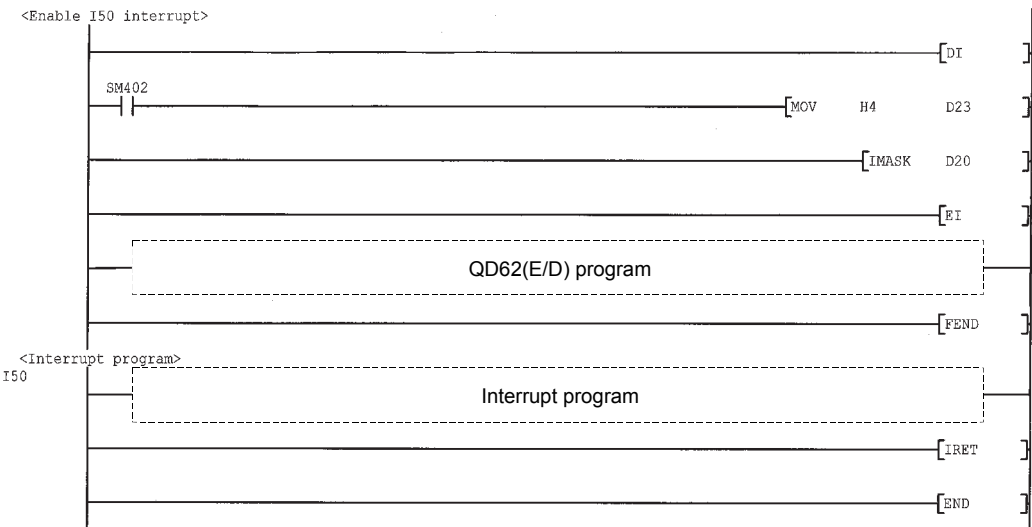 <Enable I50 interrupt>
DI
SM402
MOV H4 D23
IMASK D20
EI
QD62(E/D) program
FEND
<Interrupt program>
I50
Interrupt program
IRET
END